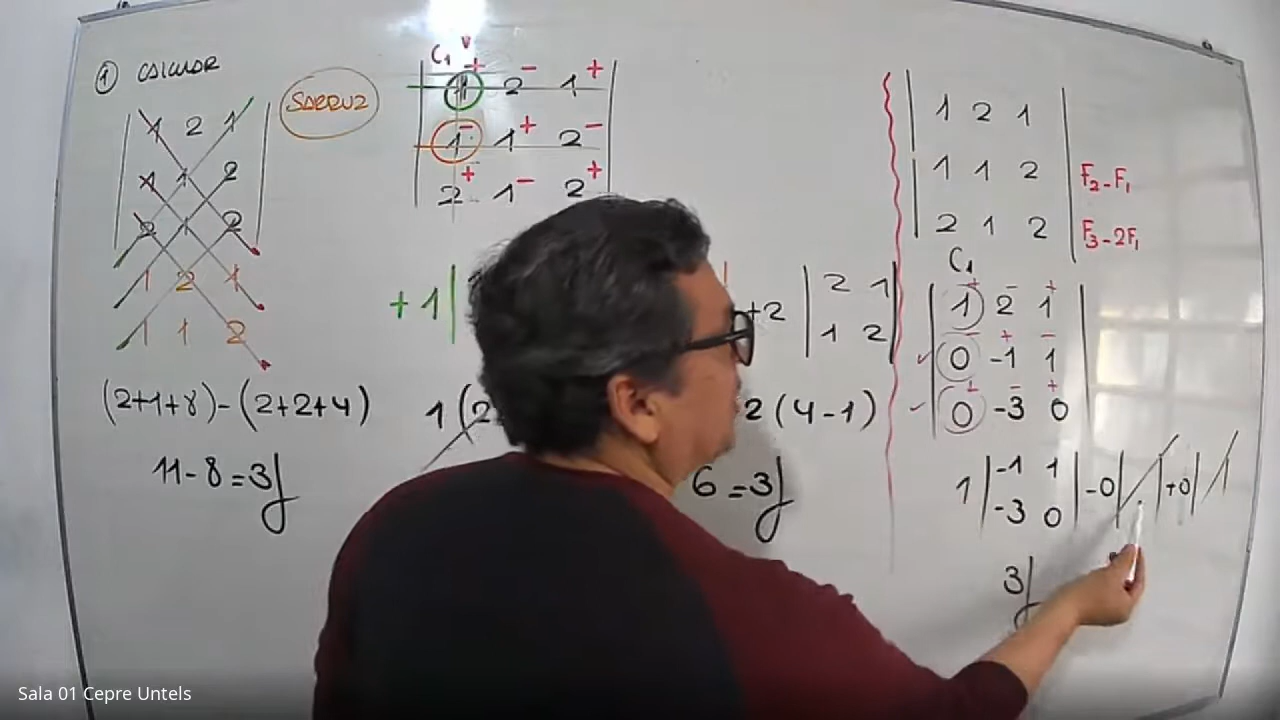 ① CALCULAR
SARRUZ
1 2 1
1 1 2
2 1 2
1 2 1
1 1 2
(2+1+8)-(2+2+4)
11-8=3
C₁
1⁺ 2⁻ 1⁺
1⁻ 1⁺ 2⁻
2⁺ 1⁻ 2⁺
+1|
+2 | 2 1 |
| 1 2 |
1(2
2(4-1)
6=3
| 1 2 1 |
| 1 1 2 | F₂-F₁
| 2 1 2 | F₃-2F₁
C₁
| 1⁺ 2⁻ 1⁺ |
| 0⁻ -1⁺ 1⁻ |
| 0⁺ -3⁻ 0⁺ |
1 | -1 1 | -0 | | +0 | |
| -3 0 |
3
Sala 01 Cepre Untels